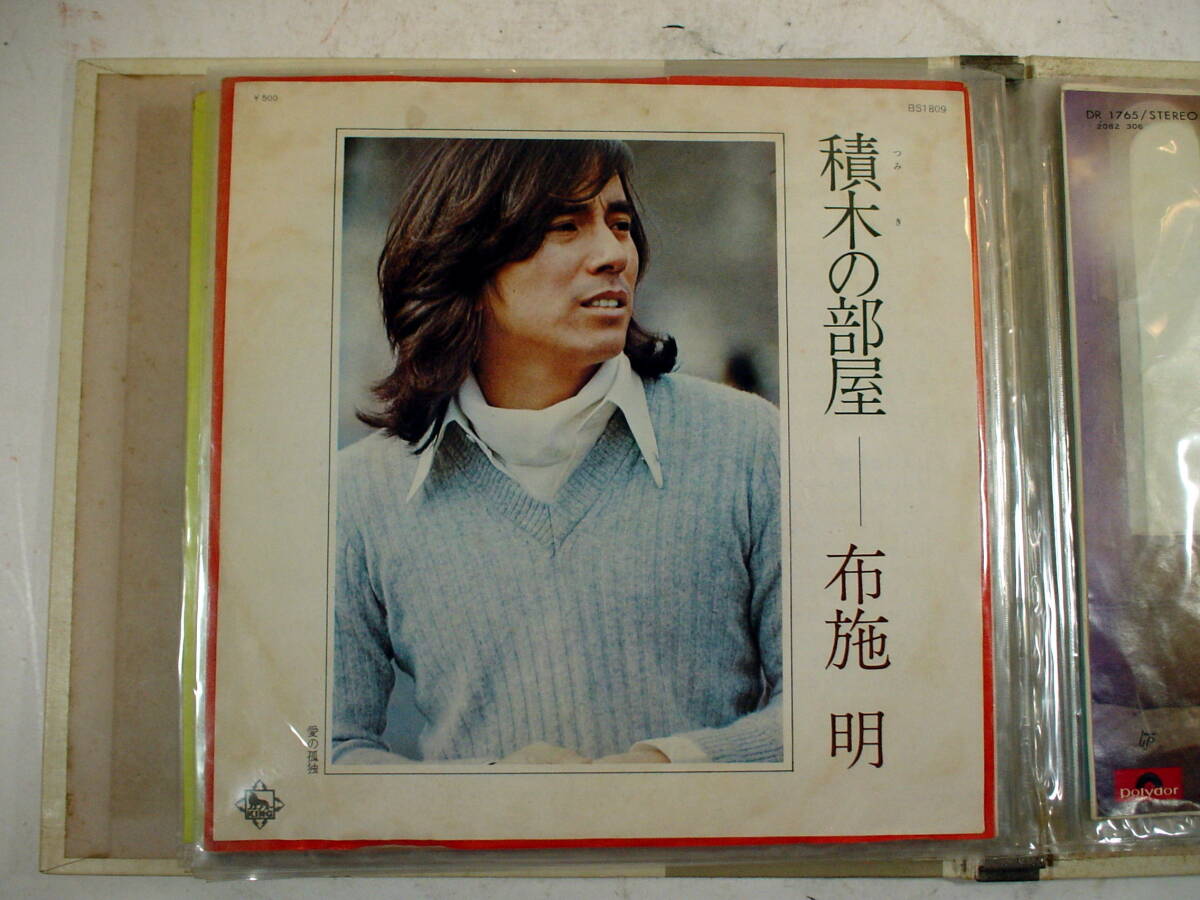 ¥500
BS1809
積木の部屋
つみ き
布施 明
愛の孤独
KING
DR 1765/STEREO
2082 306
Polydor